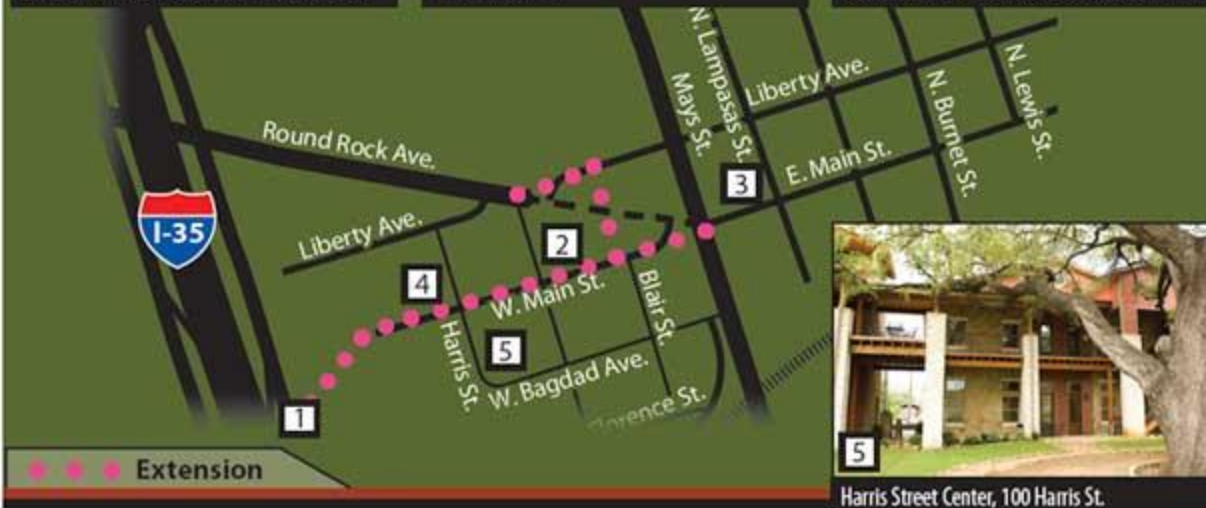 N. Lampasas St.
Mays St.
Liberty Ave.
N. Lewis St.
N. Burnet St.
Round Rock Ave.
E. Main St.
3
I-35
Liberty Ave.
2
4
W. Main St.
Blair St.
Harris St.
5
W. Bagdad Ave.
Florence St.
1
Extension
5
Harris Street Center, 100 Harris St.